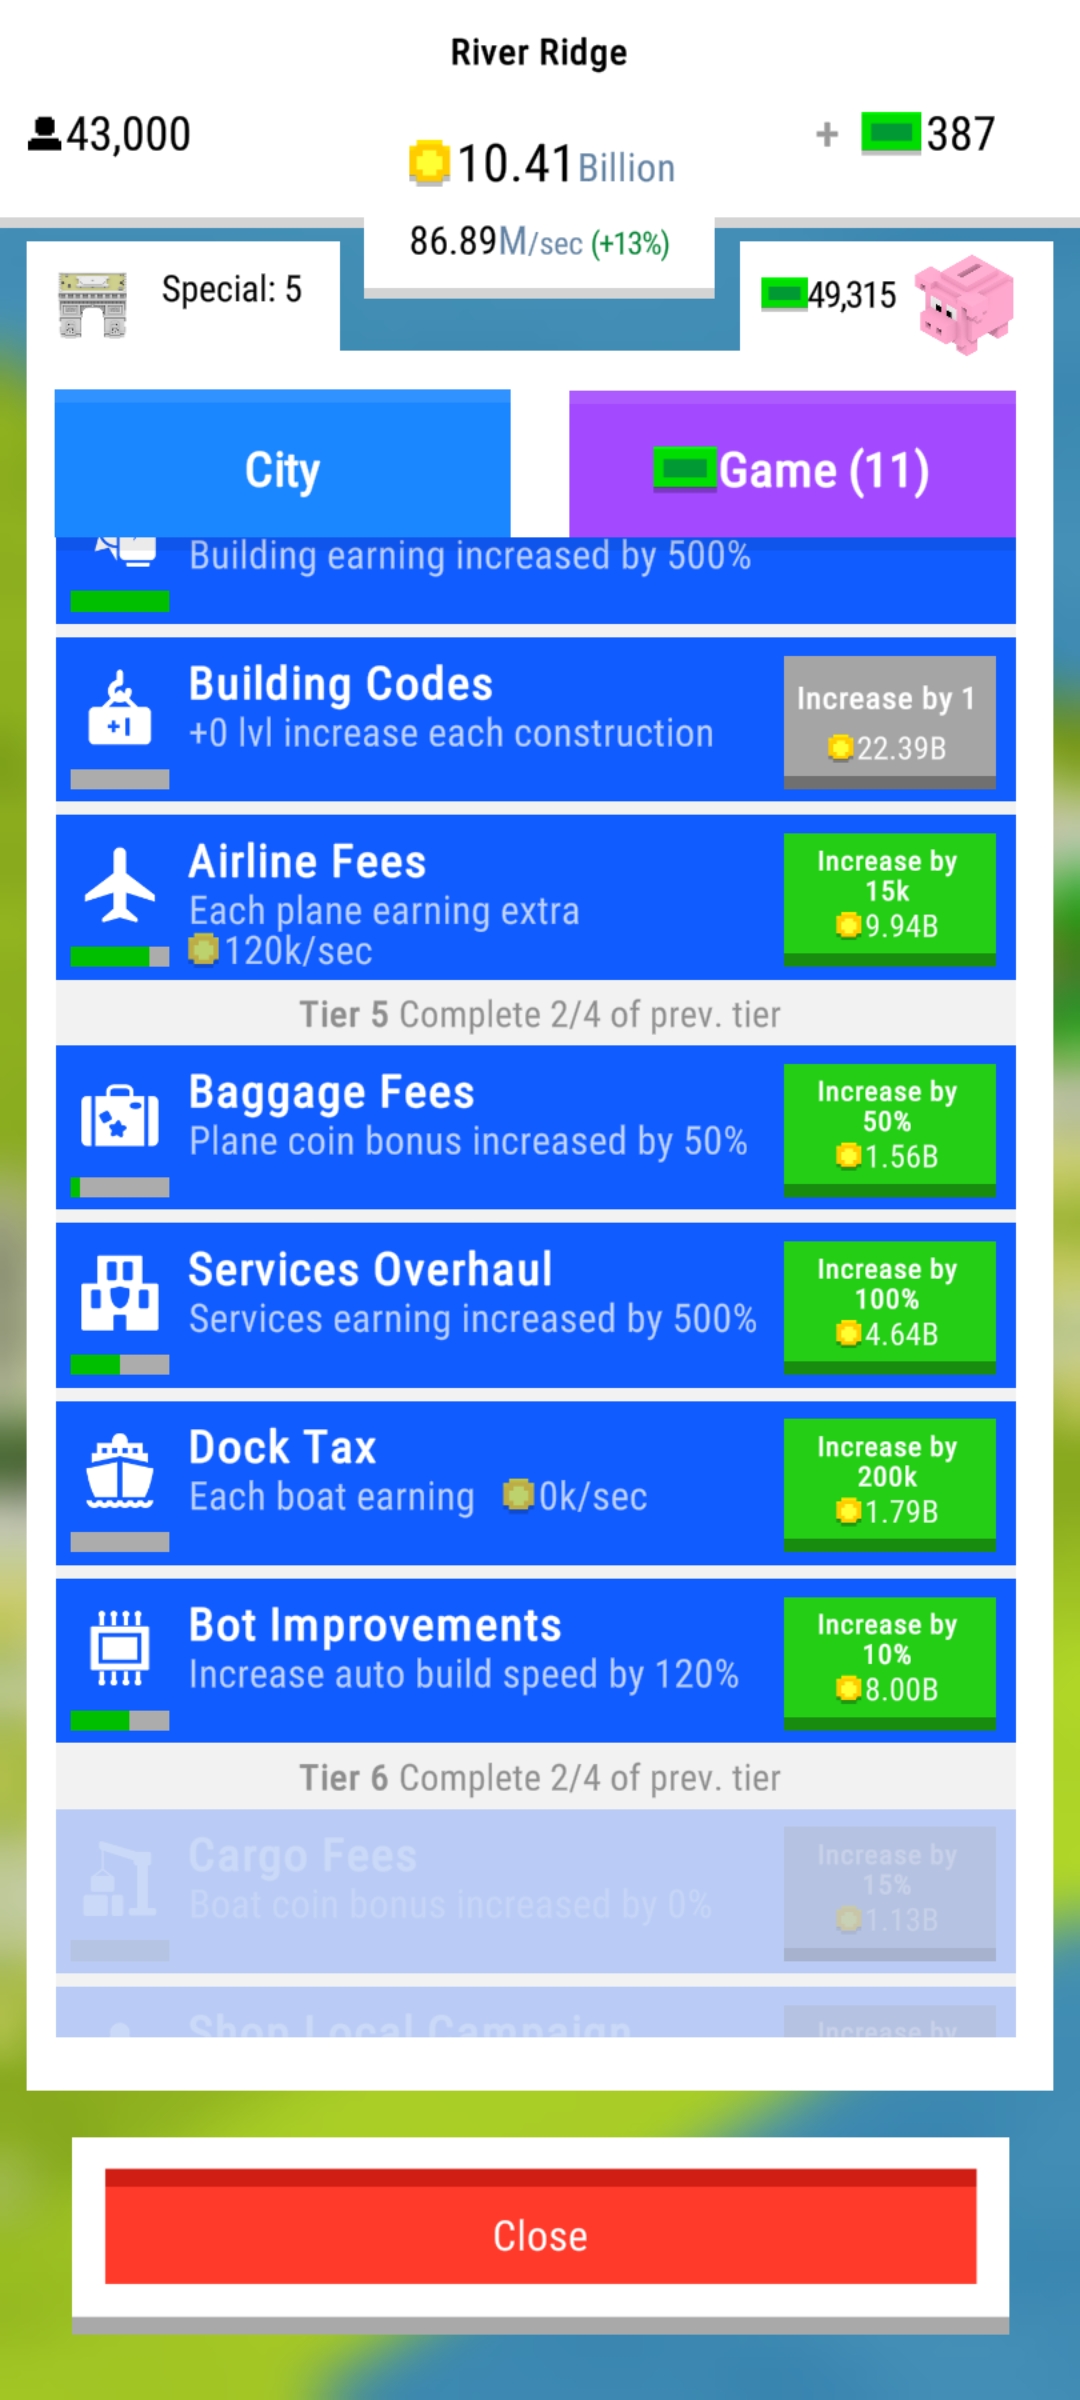 River Ridge
43,000
10.41 Billion
+ 387
86.89M/sec (+13%)
Special: 5
49,315
City
Game (11)
Building earning increased by 500%
Building Codes
+0 lvl increase each construction
Increase by 1
22.39B
Airline Fees
Each plane earning extra
120k/sec
Increase by
15k
9.94B
Tier 5 Complete 2/4 of prev. tier
Baggage Fees
Plane coin bonus increased by 50%
Increase by
50%
1.56B
Services Overhaul
Services earning increased by 500%
Increase by
100%
4.64B
Dock Tax
Each boat earning 0k/sec
Increase by
200k
1.79B
Bot Improvements
Increase auto build speed by 120%
Increase by
10%
8.00B
Tier 6 Complete 2/4 of prev. tier
Cargo Fees
Boat coin bonus increased by 0%
Increase by
15%
1.13B
Shop Local Campaign
Increase by
Close